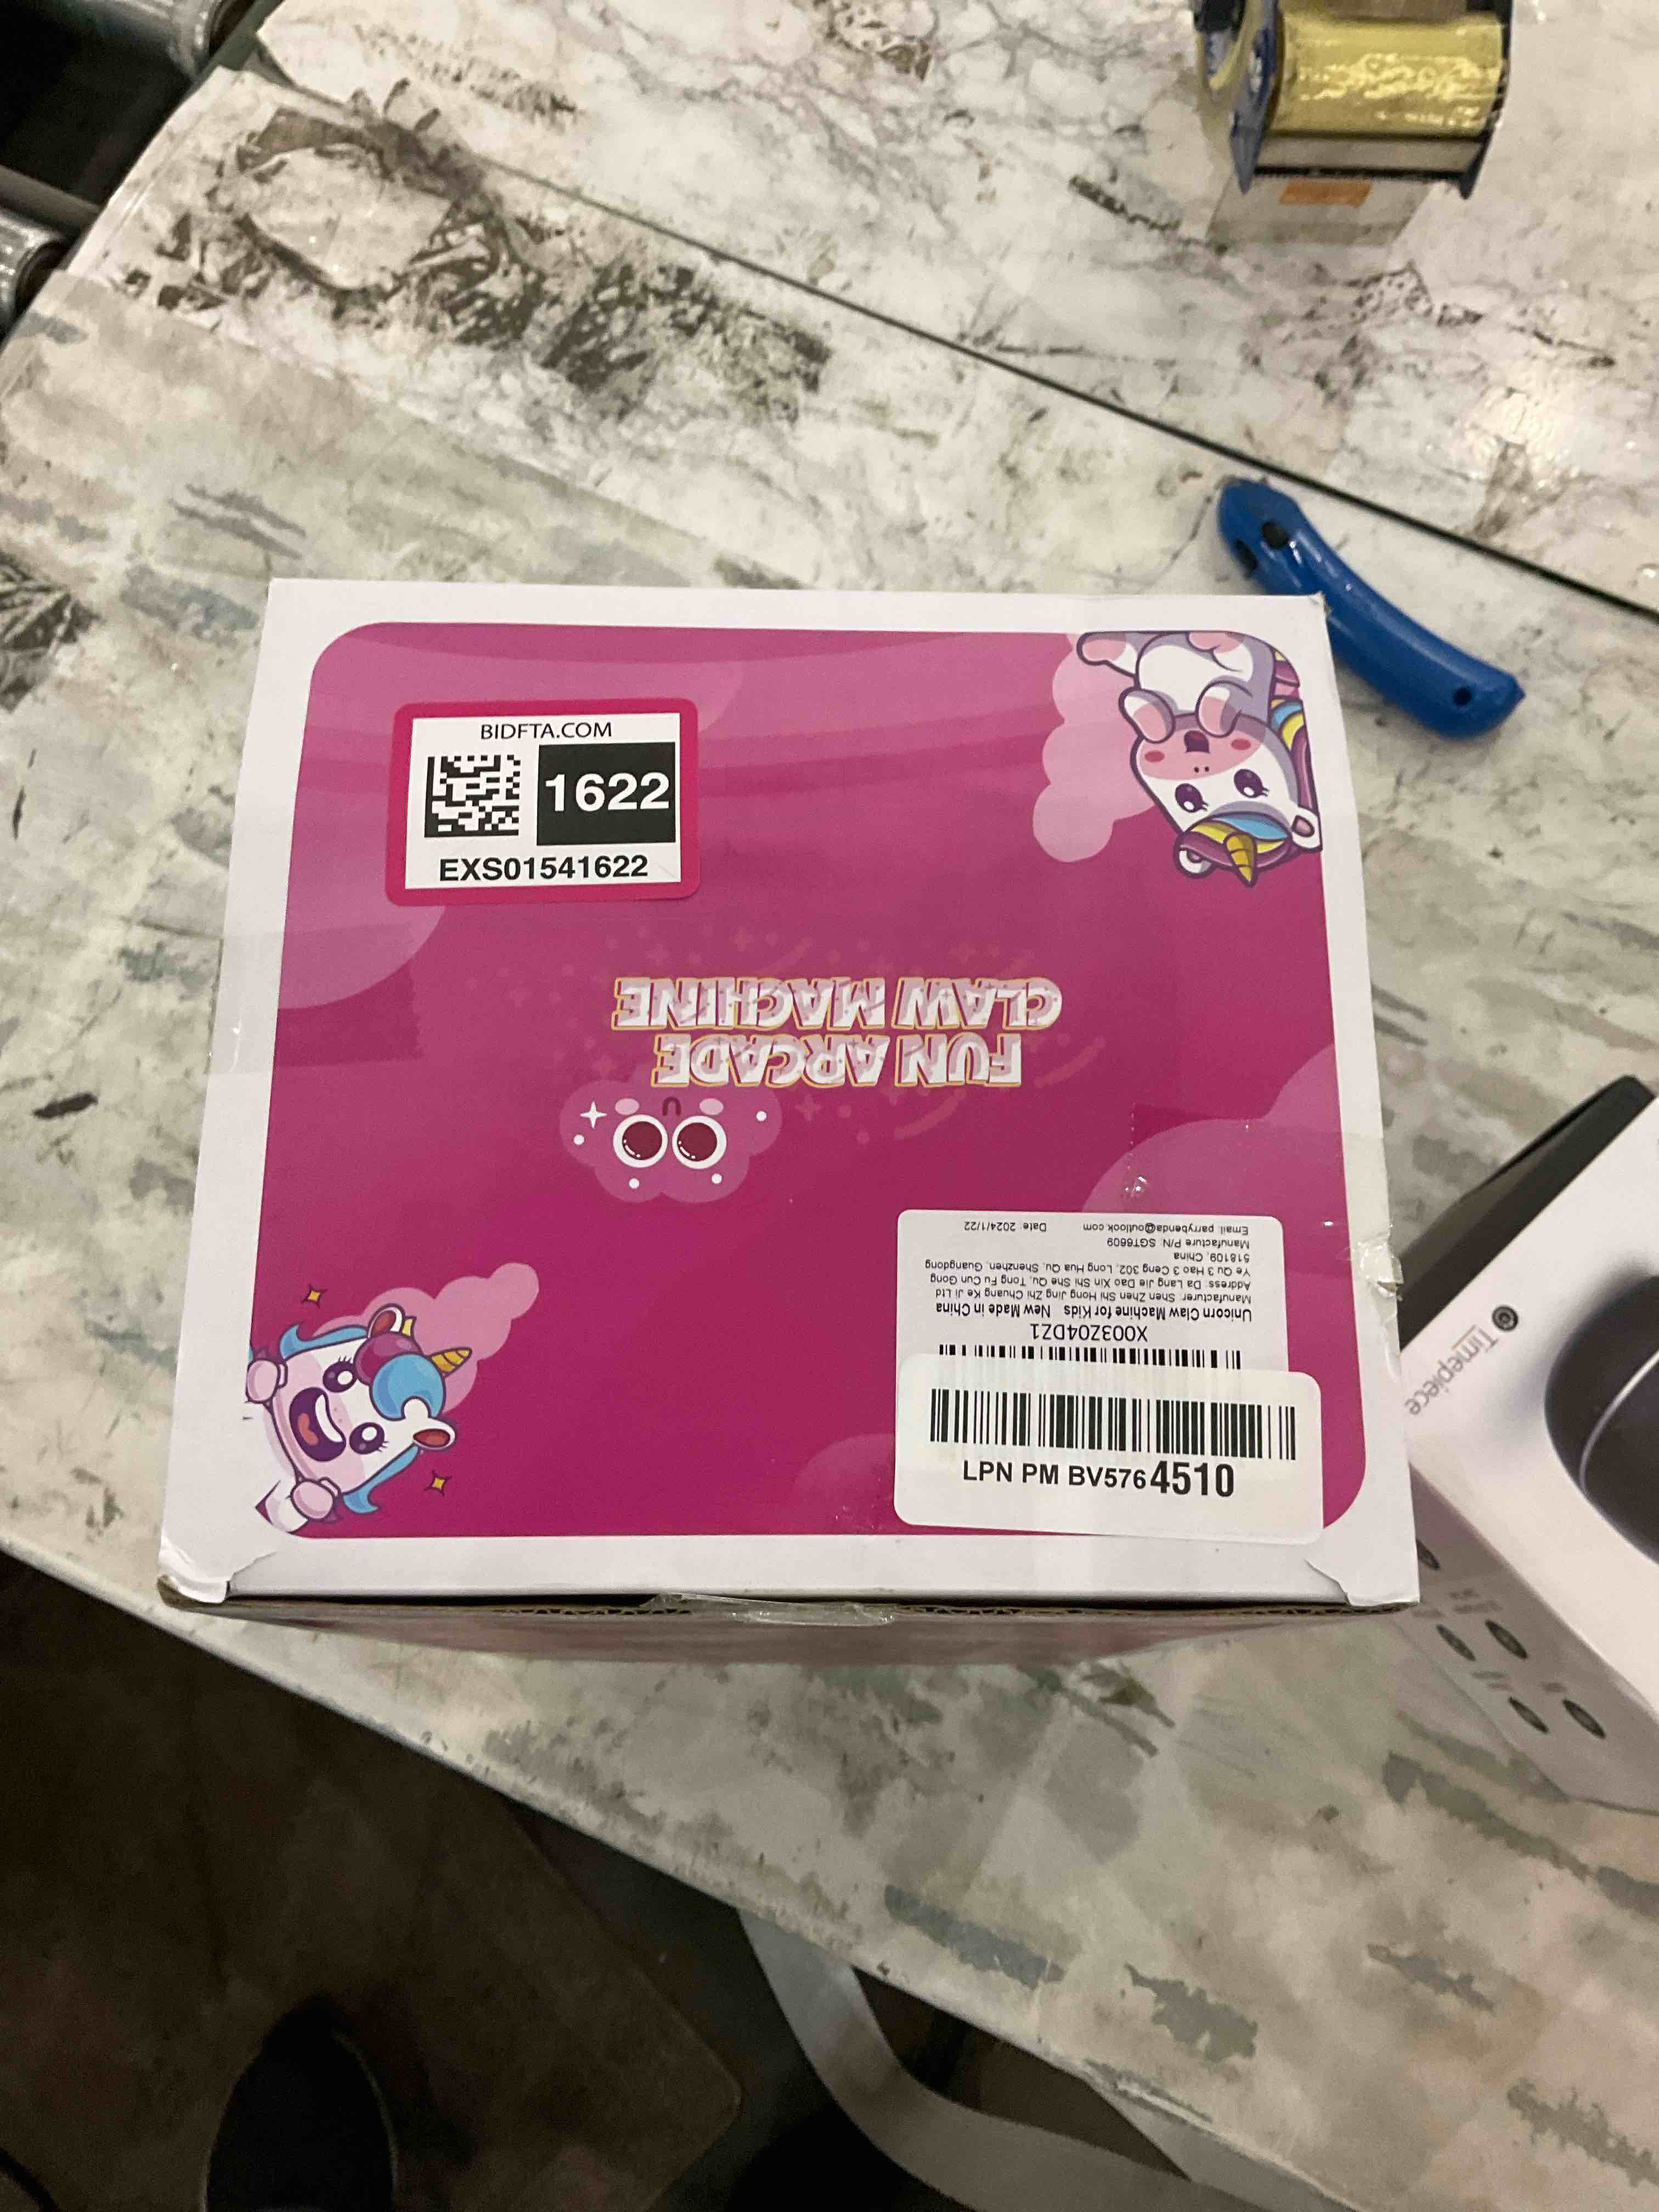 BIDFTA.COM
1622
EXS01541622
FUN ARCADE
CLAW MACHINE
X003Z04DZ1
Unicorn Claw Machine for Kids New Made in China
Manufacturer: Shen Zhen Shi Hong Jing Zhi Chuang Ke Ji Ltd
Address: Da Lang Jie Dao Xin Shi She Qu, Tong Fu Cun Gong
Ye Qu 3 Hao 3 Ceng 302, Long Hua Qu, Shenzhen, Guangdong
518109, China
Manufacture P/N: SGT6609
Email: parrybenda@outlook.com Date: 2024/1/22
LPN PM BV576 4510
Timepiece